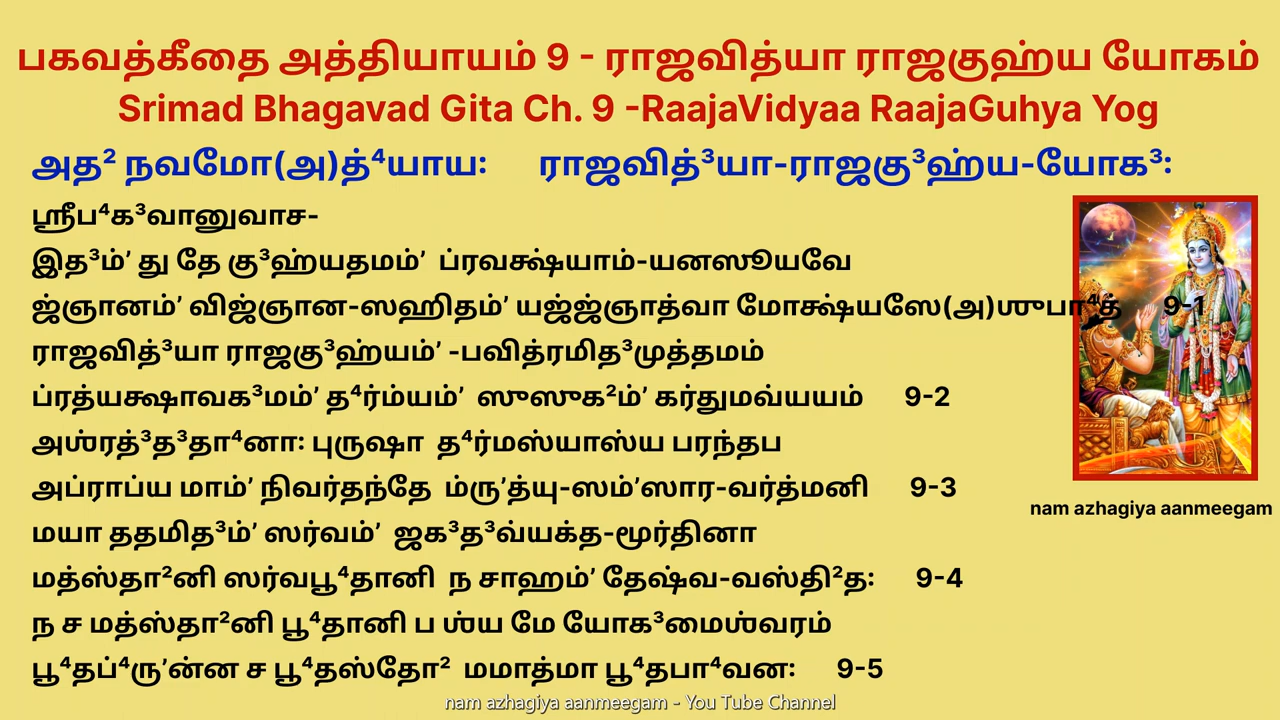 பகவத்கீதை அத்தியாயம் 9 - ராஜவித்யா ராஜகுஹ்ய யோகம்
Srimad Bhagavad Gita Ch. 9 -RaajaVidyaa RaajaGuhya Yog
அத² நவமோ(அ)த்⁴யாய: ராஜவித்³யா-ராஜகு³ஹ்ய-யோக³:
ஸ்ரீப⁴க³வானுவாச-
இத³ம்’ து தே கு³ஹ்யதமம்’ ப்ரவக்ஷ்யாம்-யனஸூயவே
ஜ்ஞானம்’ விஜ்ஞான-ஸஹிதம்’ யஜ்ஜ்ஞாத்வா மோக்ஷ்யஸே(அ)ஶுபா⁴த் 9-1
ராஜவித்³யா ராஜகு³ஹ்யம்’ -பவித்ரமித³முத்தமம்
ப்ரத்யக்ஷாவக³மம்’ த⁴ர்ம்யம்’ ஸுஸுக²ம்’ கர்துமவ்யயம் 9-2
அஶ்ரத்³த³தா⁴னா: புருஷா த⁴ர்மஸ்யாஸ்ய பரந்தப
அப்ராப்ய மாம்’ நிவர்தந்தே ம்ரு’த்யு-ஸம்’ஸார-வர்த்மனி 9-3
மயா ததமித³ம்’ ஸர்வம்’ ஜக³த³வ்யக்த-மூர்தினா
மத்ஸ்தா²னி ஸர்வபூ⁴தானி ந சாஹம்’ தேஷ்வ-வஸ்தி²த: 9-4
ந ச மத்ஸ்தா²னி பூ⁴தானி ப ஶ்ய மே யோக³மைஶ்வரம்
பூ⁴தப்⁴ரு’ன்ன ச பூ⁴தஸ்தோ² மமாத்மா பூ⁴தபா⁴வன: 9-5
nam azhagiya aanmeegam
nam azhagiya aanmeegam - You Tube Channel